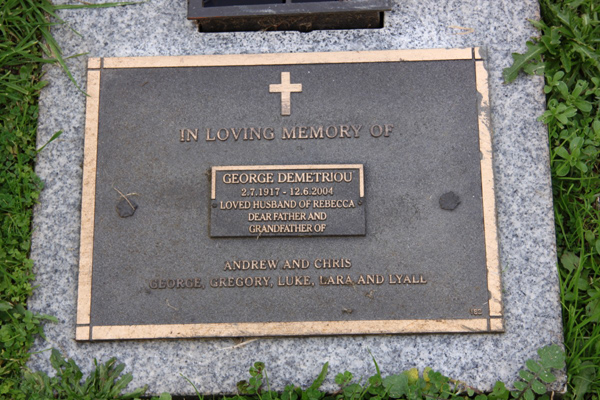 IN LOVING MEMORY OF
GEORGE DEMETRIOU
2.7.1917 - 12.6.2004
LOVED HUSBAND OF REBECCA
DEAR FATHER AND
GRANDFATHER OF
ANDREW AND CHRIS
GEORGE, GREGORY, LUKE, LARA AND LYALL